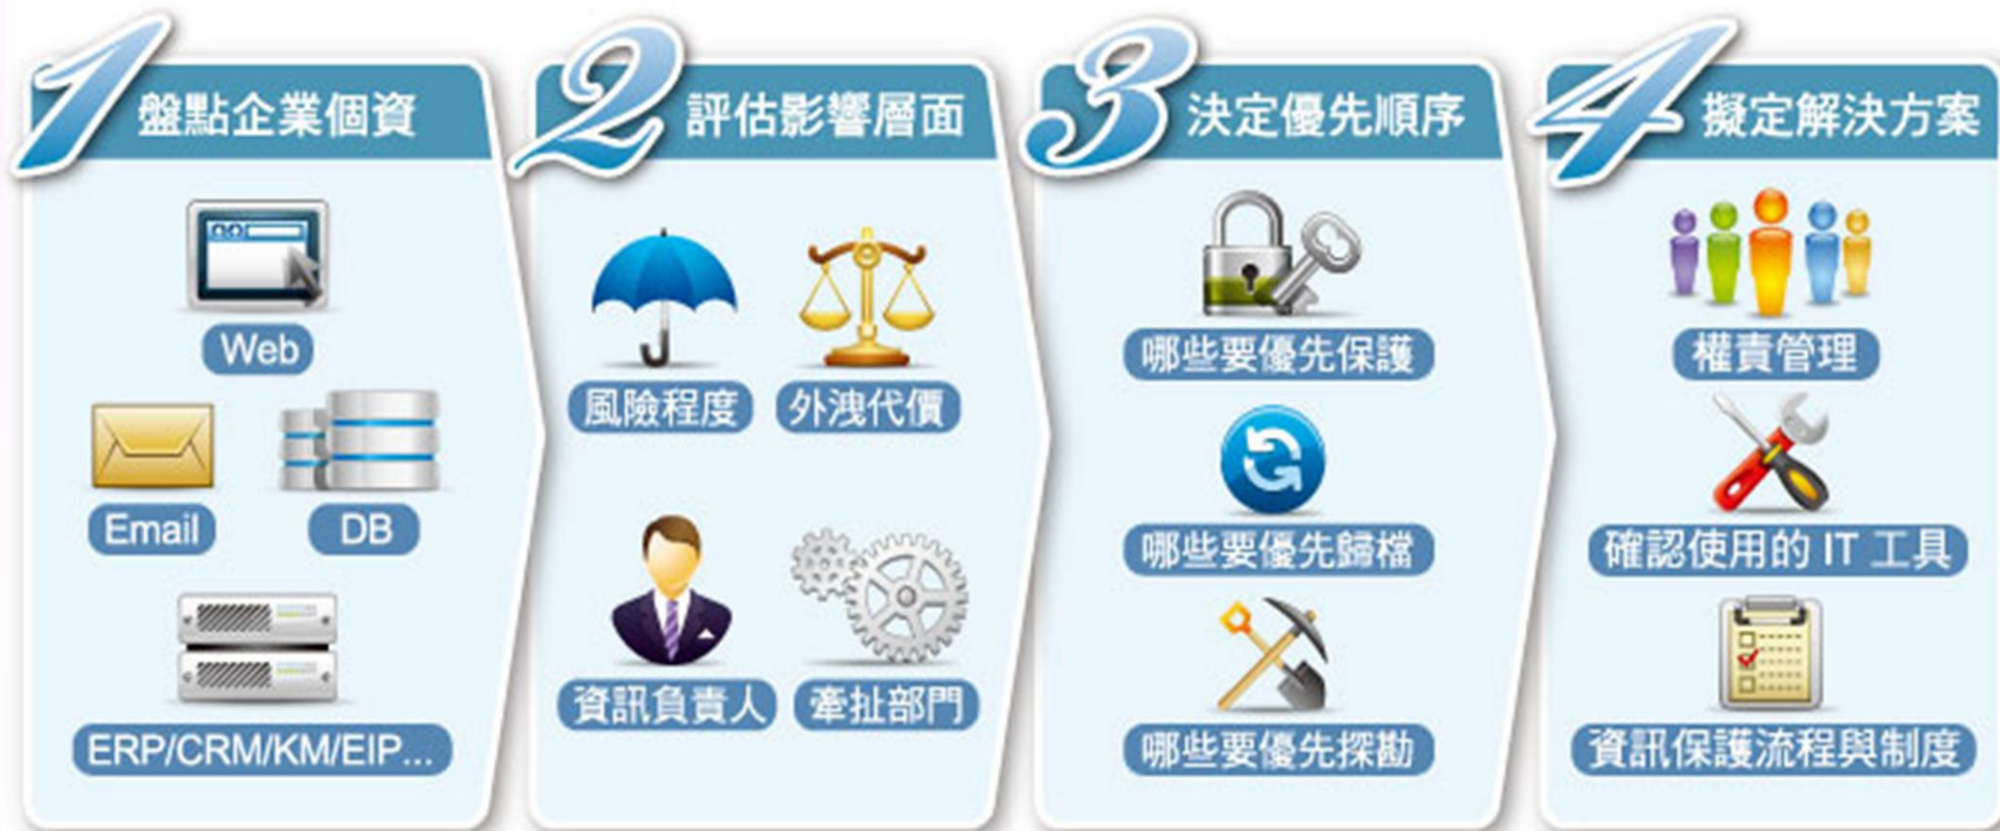 1 盤點企業個資
Web
Email
DB
ERP/CRM/KM/EIP...
2 評估影響層面
風險程度
外洩代價
資訊負責人
牽扯部門
3 決定優先順序
哪些要優先保護
哪些要優先歸檔
哪些要優先探勘
4 擬定解決方案
權責管理
確認使用的 IT 工具
資訊保護流程與制度